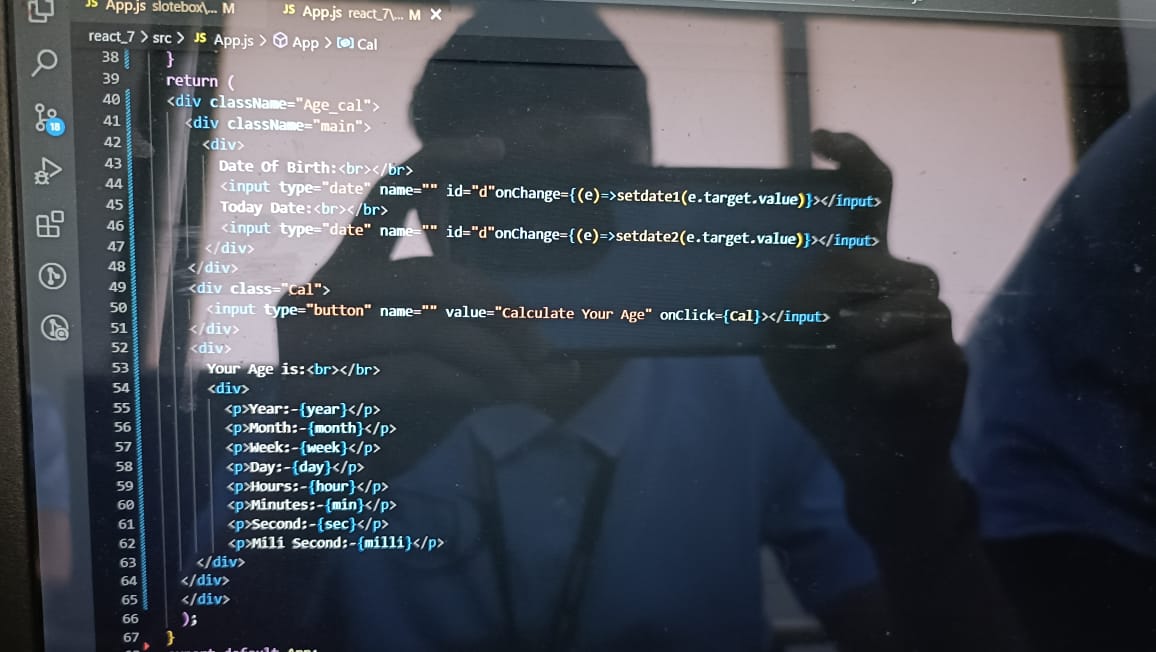 JS App.js slotebox\... M
JS App.js react_7\... M ×
react_7 > src > JS App.js > App > Cal
38 }
39 return (
40 <div className="Age_cal">
41 <div className="main">
42 <div>
43 Date Of Birth:<br></br>
44 <input type="date" name="" id="d"onChange={(e)=>setdate1(e.target.value)}></input>
45 Today Date:<br></br>
46 <input type="date" name="" id="d"onChange={(e)=>setdate2(e.target.value)}></input>
47 </div>
48 </div>
49 <div class="Cal">
50 <input type="button" name="" value="Calculate Your Age" onClick={Cal}></input>
51 </div>
52 <div>
53 Your Age is:<br></br>
54 <div>
55 <p>Year:-{year}</p>
56 <p>Month:-{month}</p>
57 <p>Week:-{week}</p>
58 <p>Day:-{day}</p>
59 <p>Hours:-{hour}</p>
60 <p>Minutes:-{min}</p>
61 <p>Second:-{sec}</p>
62 <p>Mili Second:-{milli}</p>
63 </div>
64 </div>
65 </div>
66 );
67 }
export default App;
18